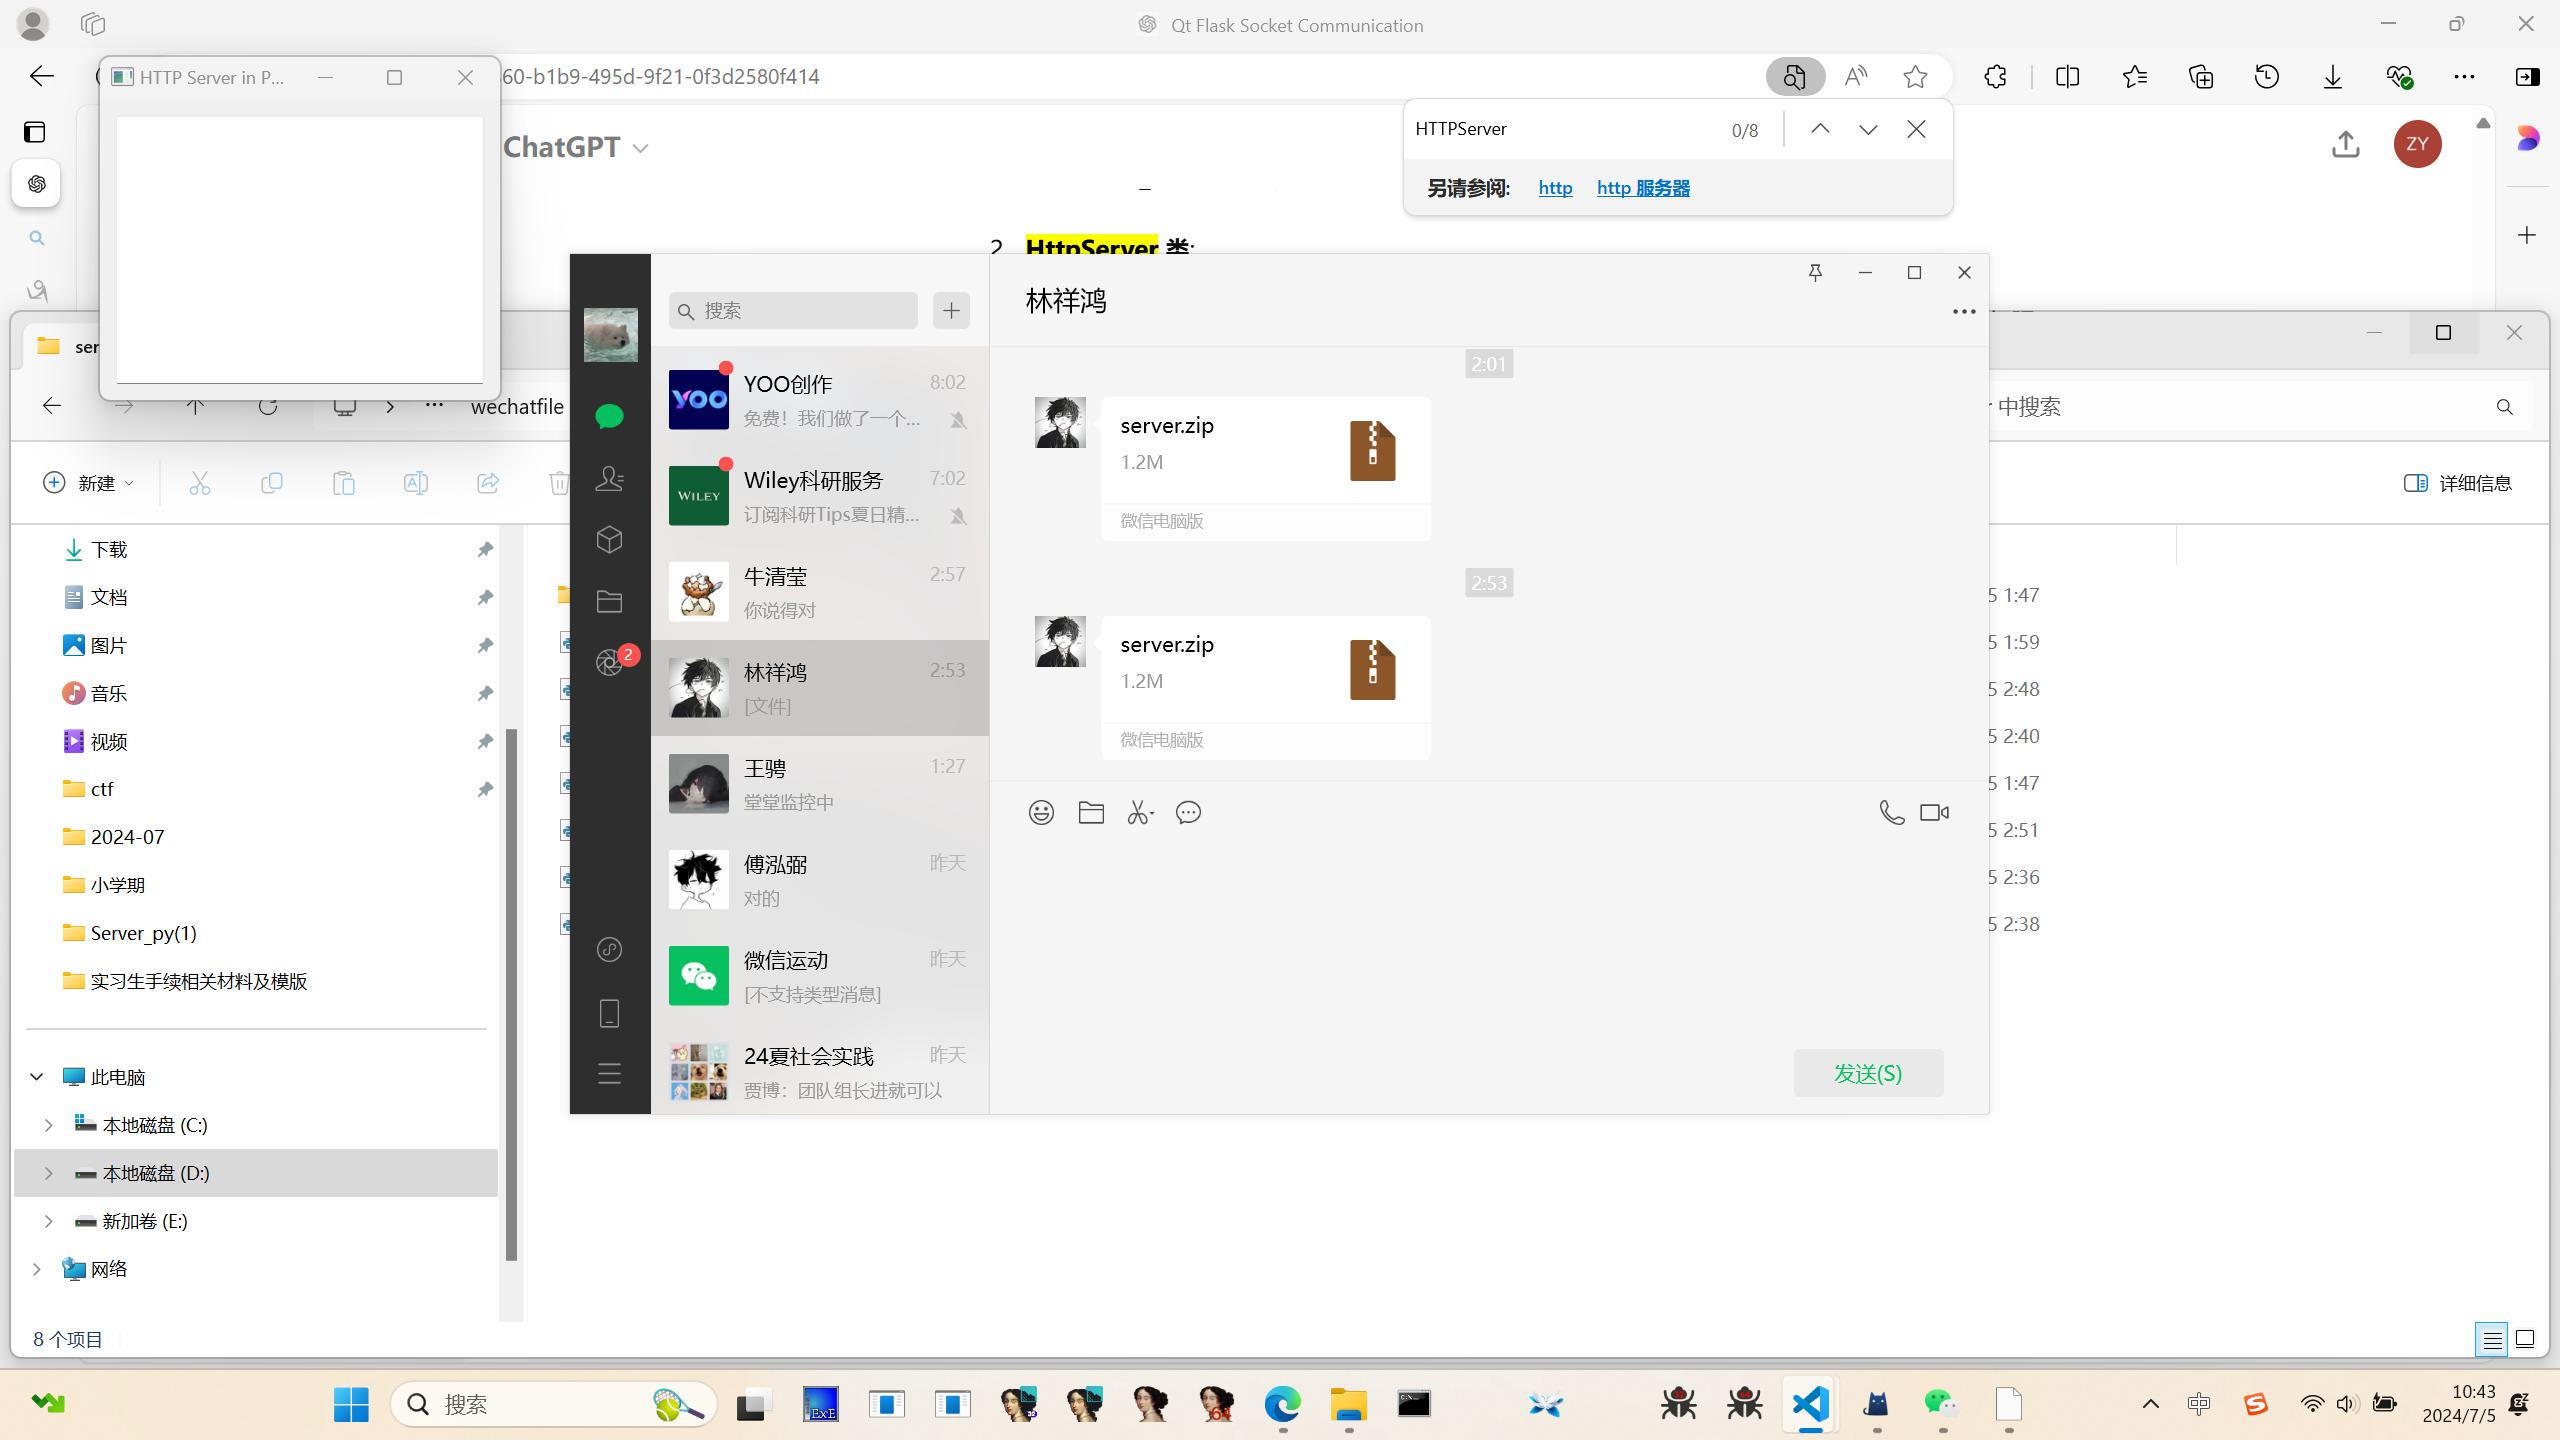 Qt Flask Socket Communication
HTTP Server in P...
60-b1b9-495d-9f21-0f3d2580f414
HTTPServer
0/8
另请参阅:
http
http 服务器
ChatGPT
ZY
2. HttpServer 类:
ser
wechatfile
中搜索
新建
详细信息
下载
文档
图片
音乐
视频
ctf
2024-07
小学期
Server_py(1)
实习生手续相关材料及模版
此电脑
本地磁盘 (C:)
本地磁盘 (D:)
新加卷 (E:)
网络
8 个项目
5 1:47
5 1:59
5 2:48
5 2:40
5 1:47
5 2:51
5 2:36
5 2:38
搜索
2
YOO
YOO创作
8:02
免费！我们做了一个...
WILEY
Wiley科研服务
7:02
订阅科研Tips夏日精...
牛清莹
2:57
你说得对
林祥鸿
2:53
[文件]
王骋
1:27
堂堂监控中
傅泓弼
昨天
对的
微信运动
昨天
[不支持类型消息]
24夏社会实践
昨天
贾博：团队组长进就可以
林祥鸿
2:01
server.zip
1.2M
微信电脑版
2:53
server.zip
1.2M
微信电脑版
发送(S)
搜索
ExE
64
中
10:43
2024/7/5